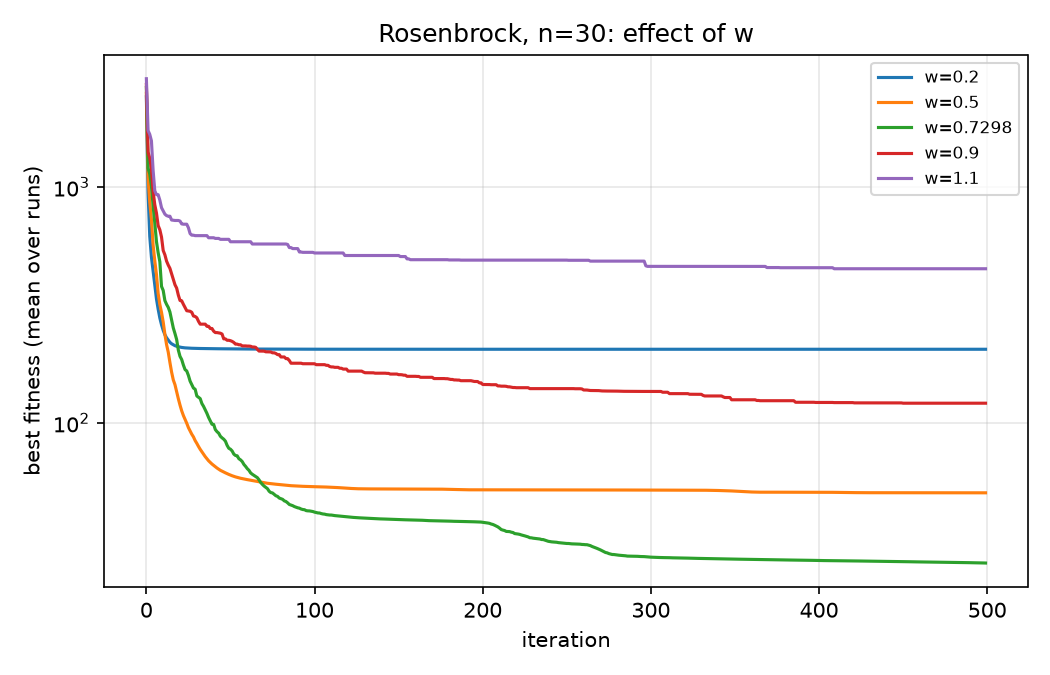 Rosenbrock, n=30: effect of w
best fitness (mean over runs)
10³
10²
w=0.2
w=0.5
w=0.7298
w=0.9
w=1.1
0 100 200 300 400 500
iteration